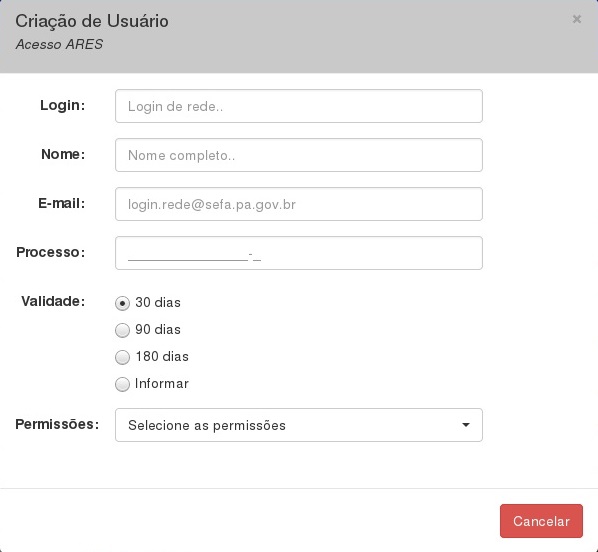 Criação de Usuário
×
Acesso ARES
Login: Login de rede..
Nome: Nome completo..
E-mail: login.rede@sefa.pa.gov.br
Processo: _________________-_
Validade: 30 dias
90 dias
180 dias
Informar
Permissões: Selecione as permissões
Cancelar